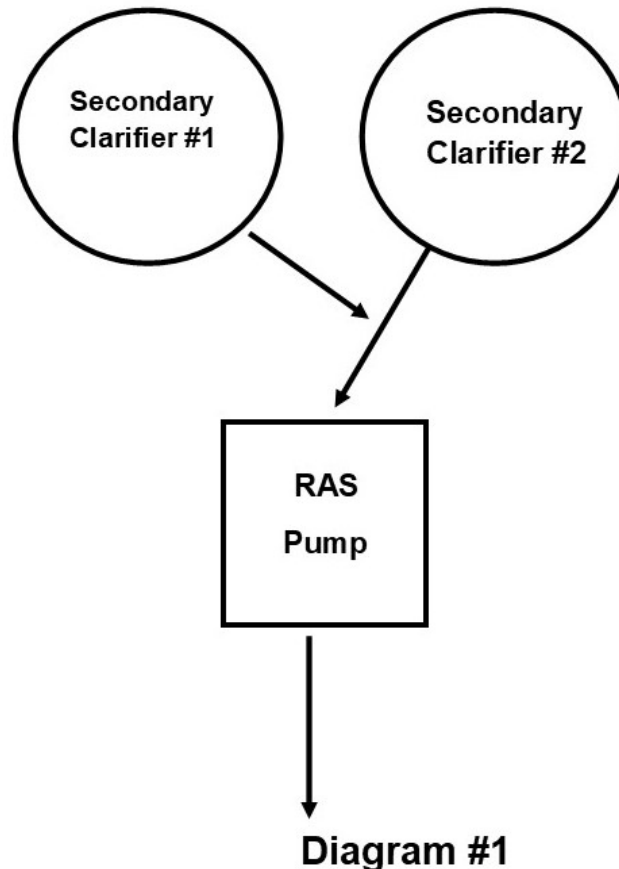 Secondary
Clarifier #1
Secondary
Clarifier #2
RAS
Pump
Diagram #1